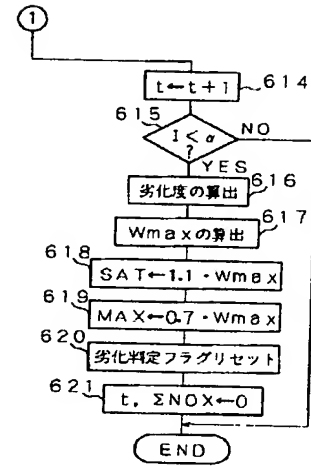 1
t←t+1
614
615
I<α
?
NO
YES
劣化度の算出
616
Wmaxの算出
617
618
SAT←1.1・Wmax
619
MAX←0.7・Wmax
620
劣化判定フラグリセット
621
t, ΣNOX←0
END